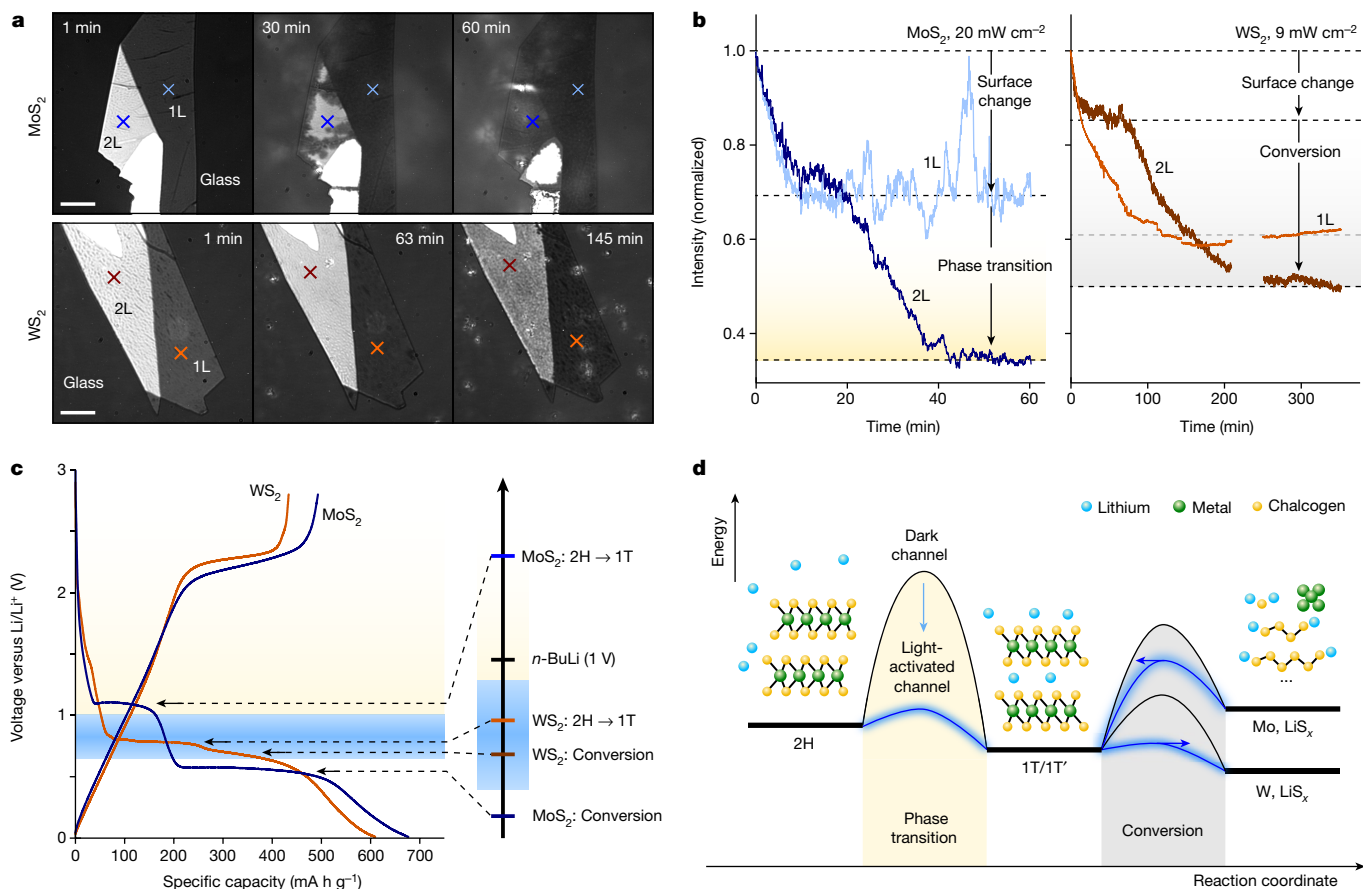 a
1 min
30 min
60 min
MoS₂
1L
2L
Glass
1 min
63 min
145 min
WS₂
2L
1L
Glass
b
MoS₂, 20 mW cm⁻²
WS₂, 9 mW cm⁻²
Intensity (normalized)
1.0
0.8
0.6
0.4
Surface
change
1L
Phase transition
2L
0
20
40
60
Time (min)
Surface change
Conversion
2L
1L
0
100
200
300
Time (min)
c
Voltage versus Li/Li⁺ (V)
3
2
1
0
WS₂
MoS₂
0
100
200
300
400
500
600
700
Specific capacity (mA h g⁻¹)
MoS₂: 2H → 1T
n-BuLi (1 V)
WS₂: 2H → 1T
WS₂: Conversion
MoS₂: Conversion
d
Energy
Lithium
Metal
Chalcogen
Dark
channel
Light-
activated
channel
2H
1T/1T′
...
Mo, LiSₓ
W, LiSₓ
Phase
transition
Conversion
Reaction coordinate